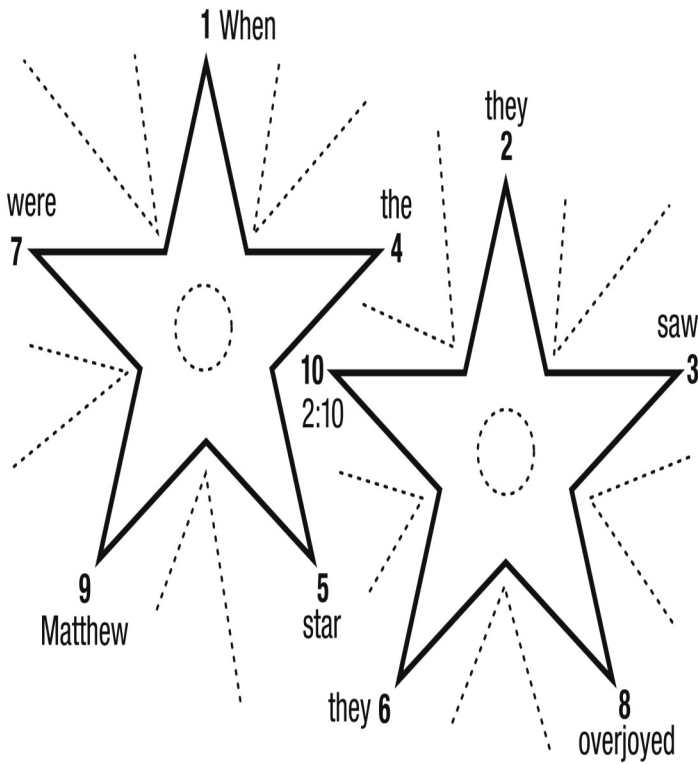 1 When
they
2
were
7
the
4
saw
3
10
2:10
9
Matthew
5
star
they 6
8
overjoyed